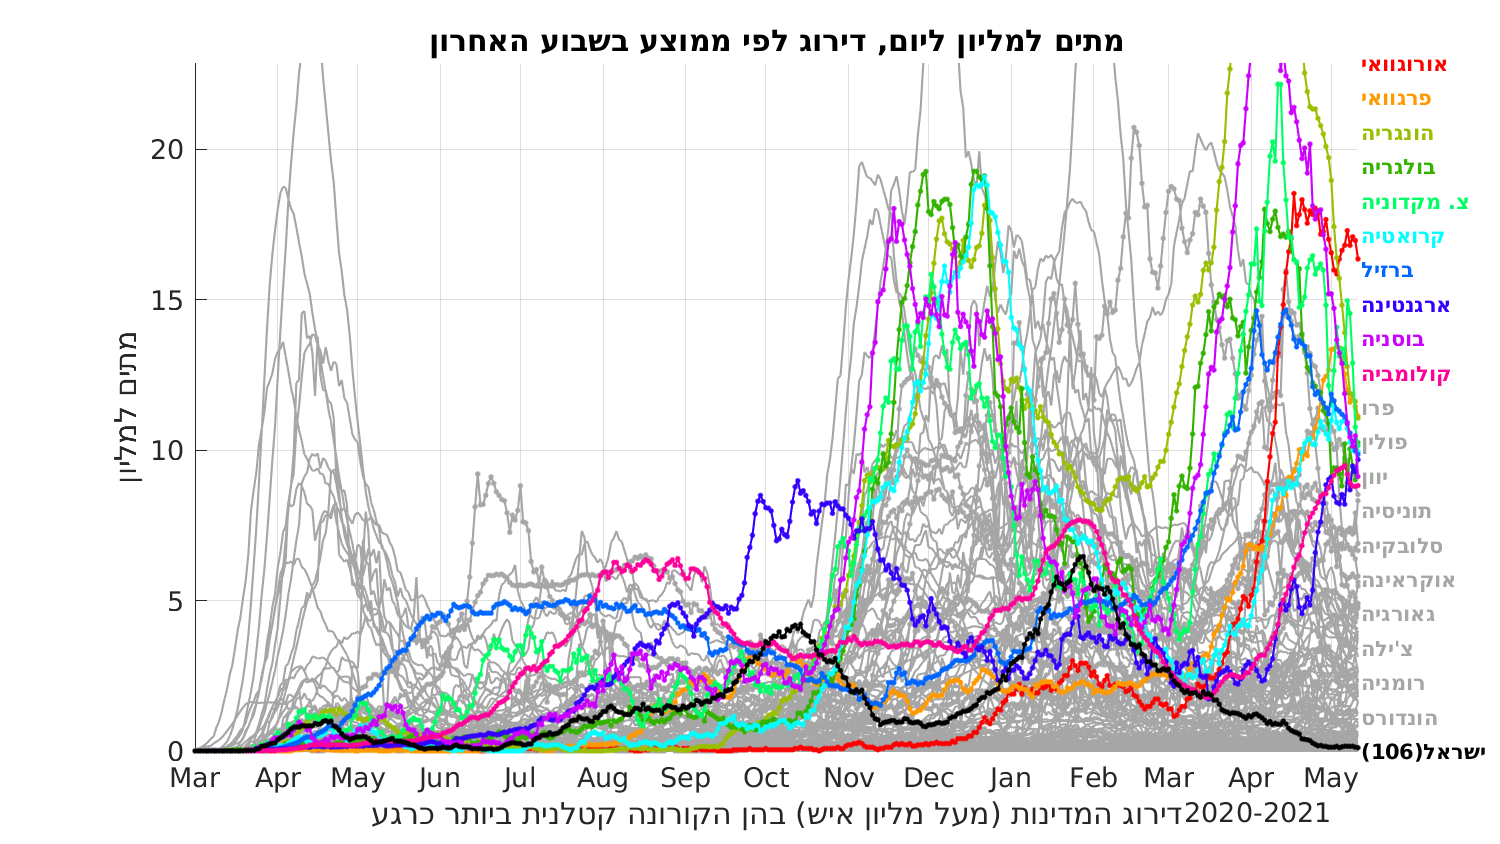 מתים למליון ליום, דירוג לפי ממוצע בשבוע האחרון
מתים למליון
20
15
10
5
0
Mar Apr May Jun Jul Aug Sep Oct Nov Dec Jan Feb Mar Apr May
דירוג המדינות (מעל מליון איש) בהן הקורונה קטלנית ביותר כרגע2020-2021
אורוגוואי
פרגוואי
הונגריה
בולגריה
צ. מקדוניה
קרואטיה
ברזיל
ארגנטינה
בוסניה
קולומביה
פרו
פולין
יוון
תוניסיה
סלובקיה
אוקראינה
גאורגיה
צ'ילה
רומניה
הונדורס
ישראל(106)